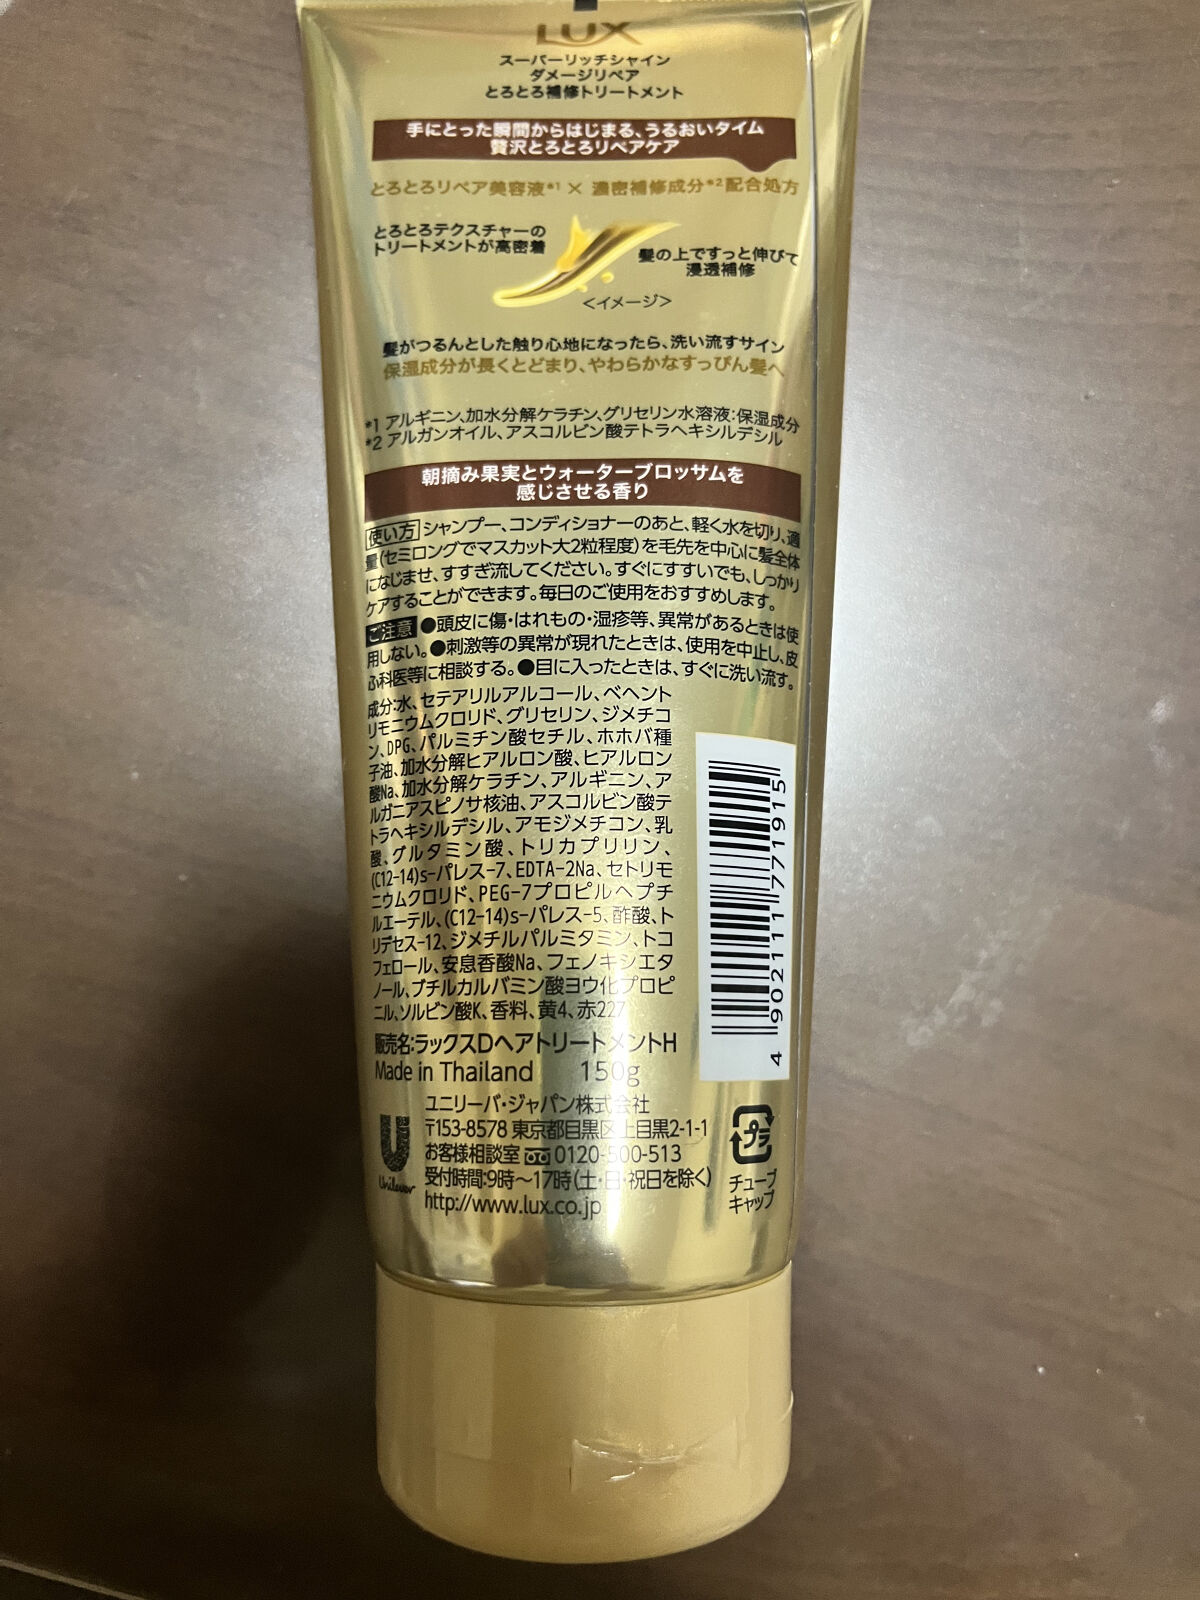 LUX
スーパーリッチシャイン
ダメージリペア
とろとろ補修トリートメント
手にとった瞬間からはじまる、うるおいタイム
贅沢とろとろリペアケア
とろとろリペア美容液*1 × 濃密補修成分*2配合処方
とろとろテクスチャーの
トリートメントが高密着
髪の上ですっと伸びて
浸透補修
<イメージ>
髪がつるんとした触り心地になったら、洗い流すサイン
保湿成分が長くとどまり、やわらかなすっぴん髪へ
*1 アルギニン、加水分解ケラチン、グリセリン水溶液:保湿成分
*2 アルガンオイル、アスコルビン酸テトラヘキシルデシル
朝摘み果実とウォーターブロッサムを
感じさせる香り
使い方 シャンプー、コンディショナーのあと、軽く水を切り、適
量(セミロングでマスカット大2粒程度)を毛先を中心に髪全体
になじませ、すすぎ流してください。すぐにすすいでも、しっかり
ケアすることができます。毎日のご使用をおすすめします。
ご注意 ●頭皮に傷・はれもの・湿疹等、異常があるときは使
用しない。●刺激等の異常が現れたときは、使用を中止し、皮
ふ科医等に相談する。●目に入ったときは、すぐに洗い流す。
成分:水、セテアリルアルコール、ベヘント
リモニウムクロリド、グリセリン、ジメチコ
ン、DPG、パルミチン酸セチル、ホホバ種
子油、加水分解ヒアルロン酸、ヒアルロン
酸Na、加水分解ケラチン、アルギニン、ア
ルガニアスピノサ核油、アスコルビン酸テ
トラヘキシルデシル、アモジメチコン、乳
酸、グルタミン酸、トリカプリリン、
(C12-14)s-パレス-7、EDTA-2Na、セトリモ
ニウムクロリド、PEG-7プロピルヘプチ
ルエーテル、(C12-14)s-パレス-5、酢酸、ト
リデセス-12、ジメチルパルミタミン、トコ
フェロール、安息香酸Na、フェノキシエタ
ノール、ブチルカルバミン酸ヨウ化プロピ
ニル、ソルビン酸K、香料、黄4、赤227
4 902111 771915
販売名:ラックスDヘアトリートメントH
Made in Thailand 150g
ユニリーバ・ジャパン株式会社
〒153-8578 東京都目黒区上目黒2-1-1
お客様相談室 0120-500-513
受付時間:9時〜17時(土・日・祝日を除く)
http://www.lux.co.jp
Unilever
プラ
チューブ
キャップ